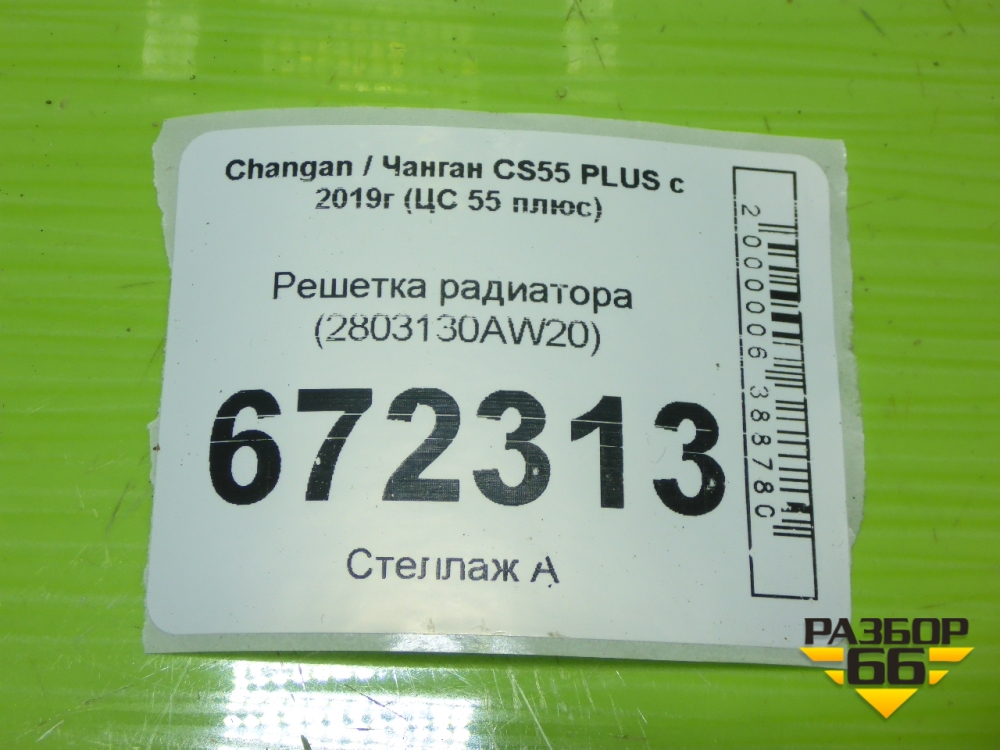 Changan / Чанган CS55 PLUS с
2019г (ЦС 55 плюс)
Решетка радиатора
(2803130AW20)
672313
Стеллаж А
2000006388780
РАЗБОР
66